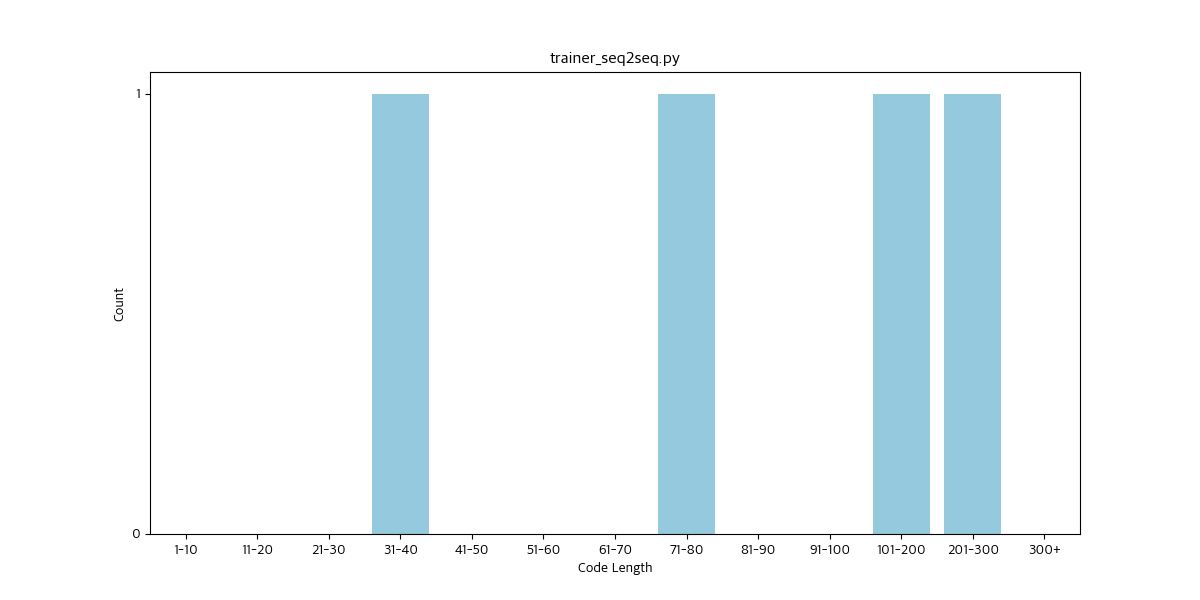 trainer_seq2seq.py
1
Count
0
1-10 11-20 21-30 31-40 41-50 51-60 61-70 71-80 81-90 91-100 101-200 201-300 300+
Code Length